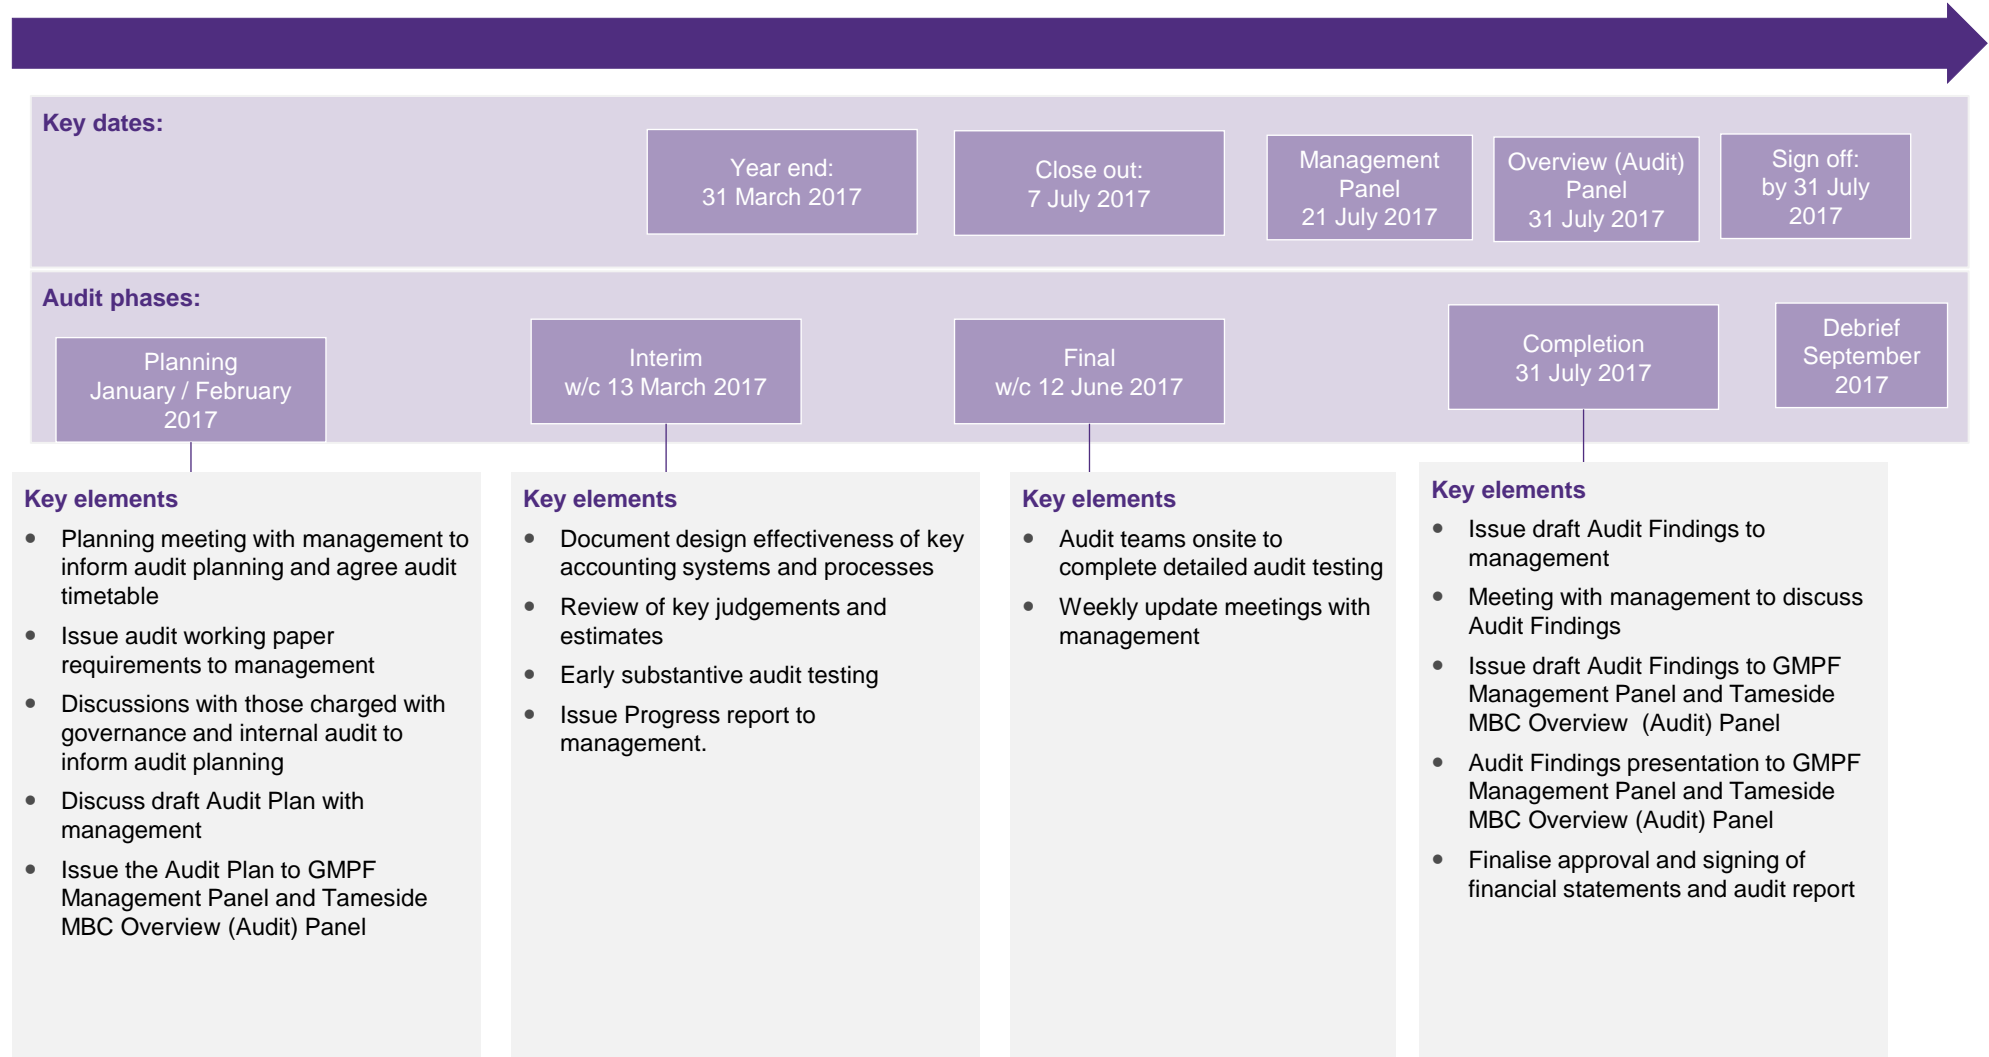 Key dates:
Year end:
31 March 2017
Close out:
7 July 2017
Management
Panel
21 July 2017
Overview (Audit)
Panel
31 July 2017
Sign off:
by 31 July
2017
Audit phases:
Planning
January / February
2017
Interim
w/c 13 March 2017
Final
w/c 12 June 2017
Completion
31 July 2017
Debrief
September
2017
Key elements
• Planning meeting with management to
inform audit planning and agree audit
timetable
• Issue audit working paper
requirements to management
• Discussions with those charged with
governance and internal audit to
inform audit planning
• Discuss draft Audit Plan with
management
• Issue the Audit Plan to GMPF
Management Panel and Tameside
MBC Overview (Audit) Panel
Key elements
• Document design effectiveness of key
accounting systems and processes
• Review of key judgements and
estimates
• Early substantive audit testing
• Issue Progress report to
management.
Key elements
• Audit teams onsite to
complete detailed audit testing
• Weekly update meetings with
management
Key elements
• Issue draft Audit Findings to
management
• Meeting with management to discuss
Audit Findings
• Issue draft Audit Findings to GMPF
Management Panel and Tameside
MBC Overview  (Audit) Panel
• Audit Findings presentation to GMPF
Management Panel and Tameside
MBC Overview (Audit) Panel
• Finalise approval and signing of
financial statements and audit report